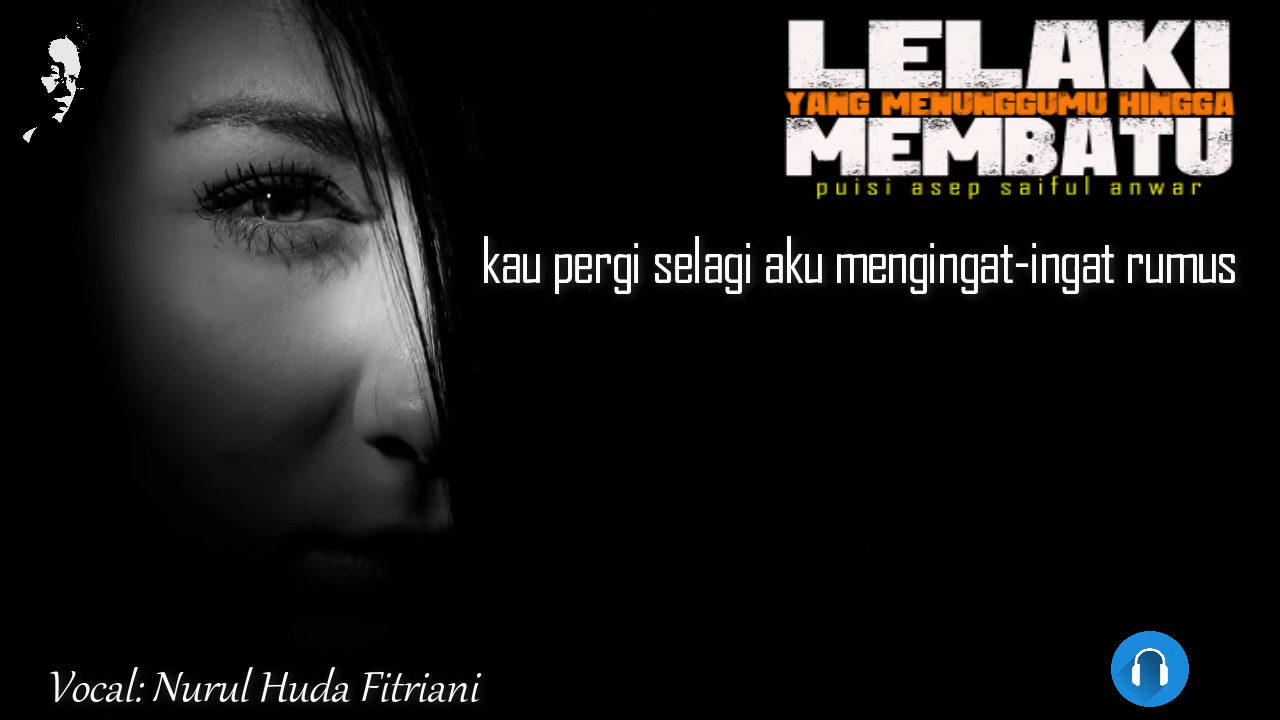 LELAKI
YANG MENUNGGUMU HINGGA
MEMBATU
puisi asep saiful anwar
kau pergi selagi aku mengingat-ingat rumus
Vocal: Nurul Huda Fitriani